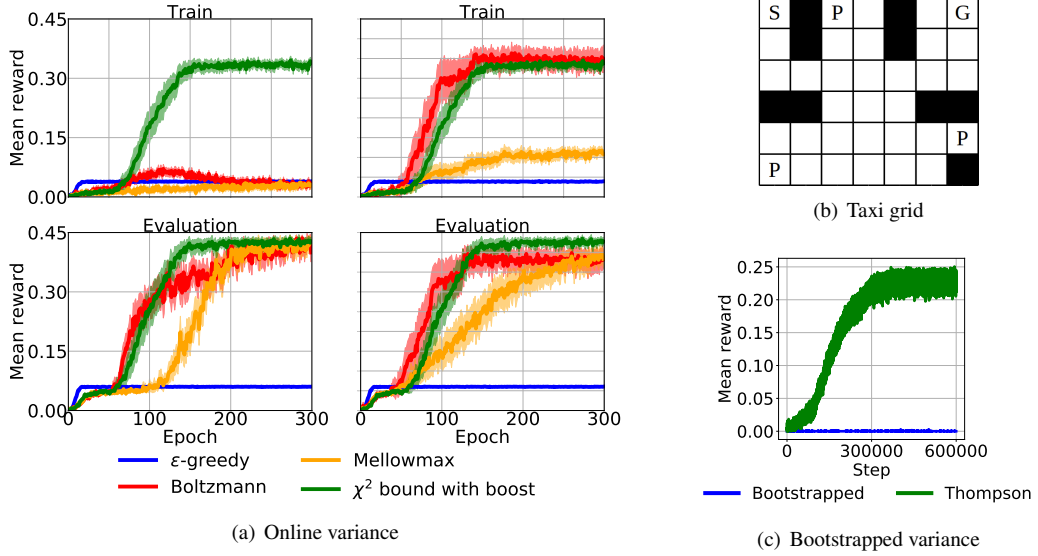 Train
Train
0.45
0.30
0.15
0.00
Mean reward
Evaluation
Evaluation
0.45
0.30
0.15
0.00
Mean reward
0 100 200 300
Epoch
0 100 200 300
Epoch
ε-greedy
Mellowmax
Boltzmann
χ² bound with boost
(a) Online variance
S P G
P
P
(b) Taxi grid
0.25
0.20
0.15
0.10
0.05
0.00
Mean reward
0 300000 600000
Step
Bootstrapped Thompson
(c) Bootstrapped variance